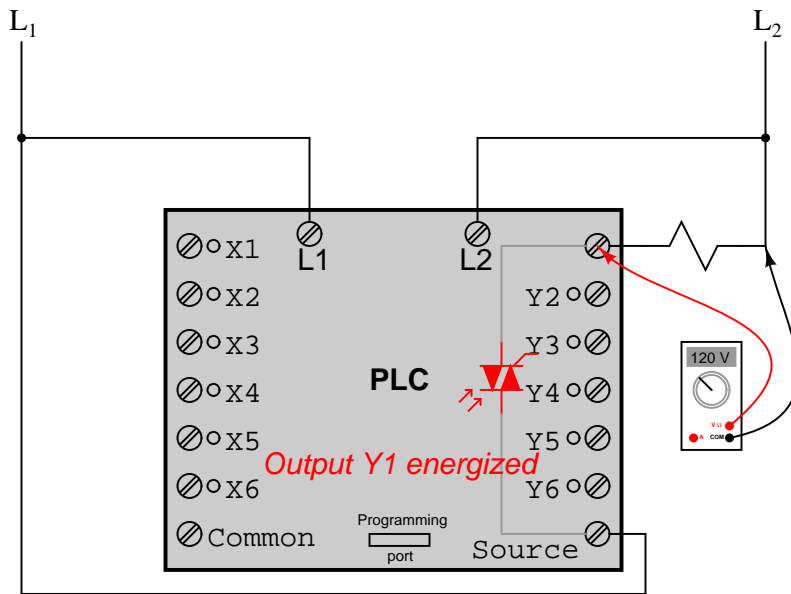 L1 L2
L1 L2
X1
X2 Y2
X3 Y3
120 V
X4 PLC Y4
V Ω
A COM
X5 Y5
Output Y1 energized
X6 Y6
Programming
Common Source
port